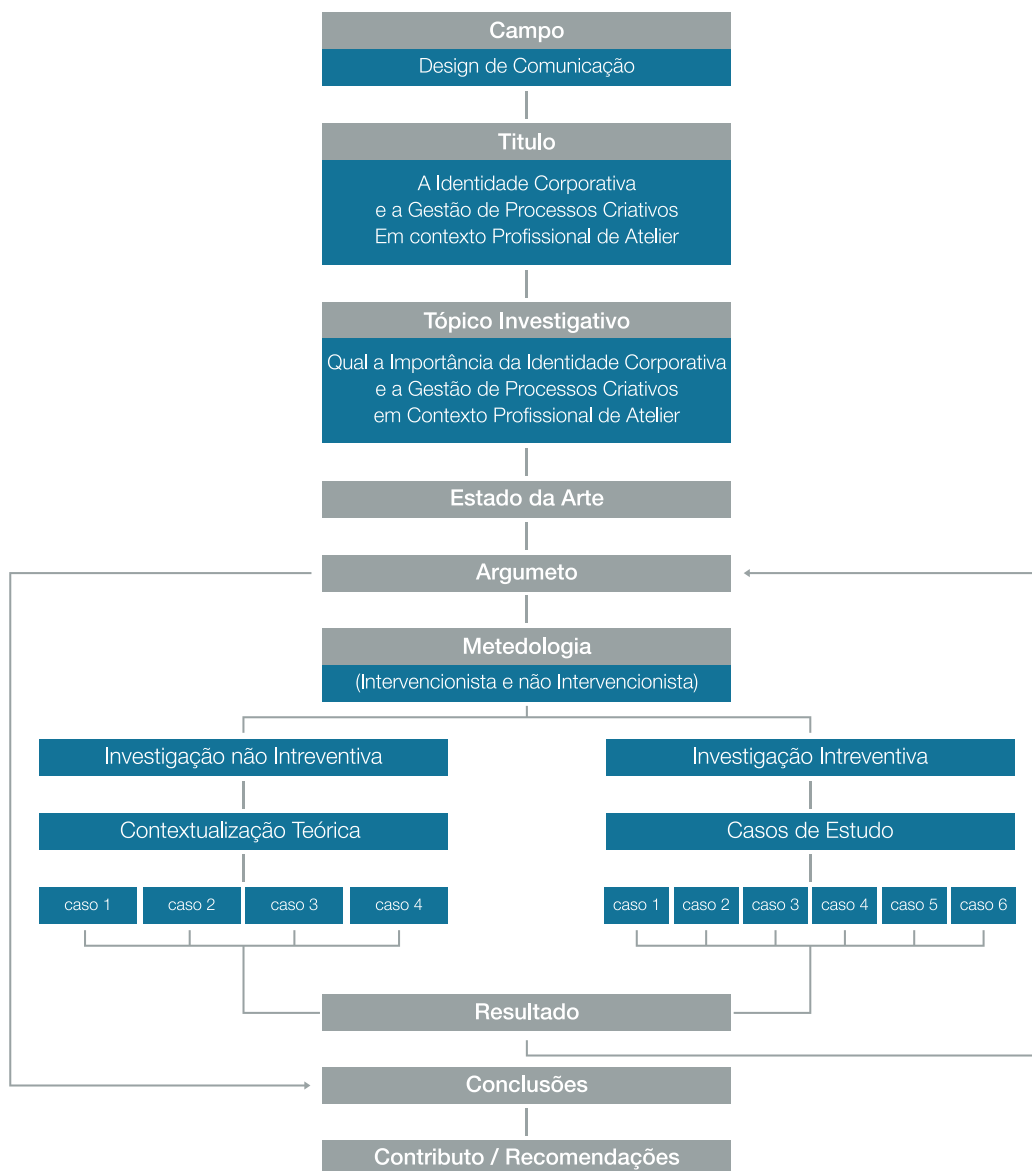 Campo
Design de Comunicação
Titulo
A Identidade Corporativa
e a Gestão de Processos Criativos
Em contexto Profissional de Atelier
Tópico Investigativo
Qual a Importância da Identidade Corporativa
e a Gestão de Processos Criativos
em Contexto Profissional de Atelier
Estado da Arte
Argumeto
Metedologia
(Intervencionista e não Intervencionista)
Investigação não Intreventiva
Investigação Intreventiva
Contextualização Teórica
Casos de Estudo
caso 1 caso 2 caso 3 caso 4
caso 1 caso 2 caso 3 caso 4 caso 5 caso 6
Resultado
Conclusões
Contributo / Recomendações